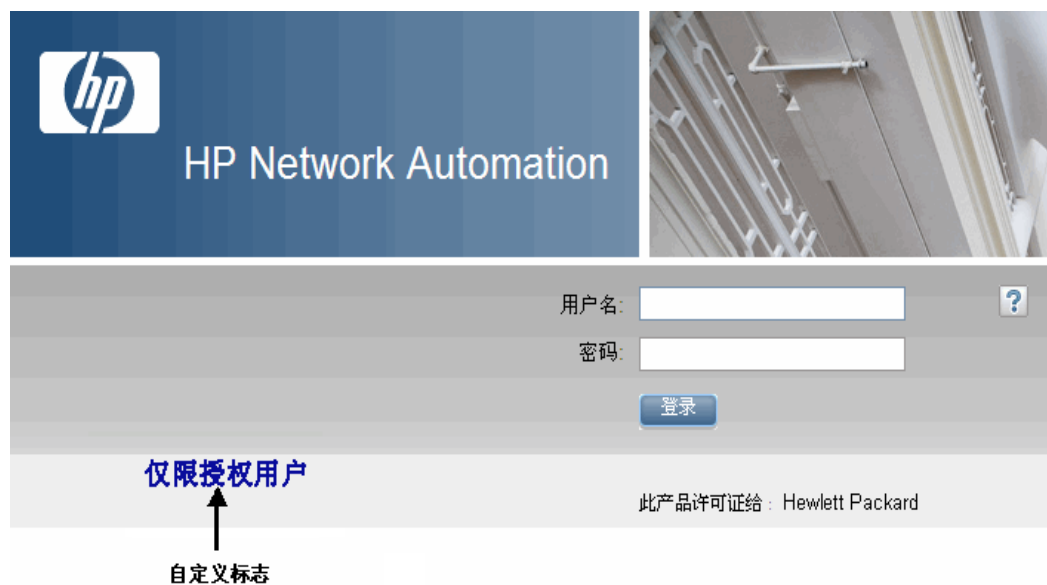 hp
HP Network Automation
用户名:
?
密码:
登录
仅限授权用户
此产品许可证给： Hewlett Packard
自定义标志